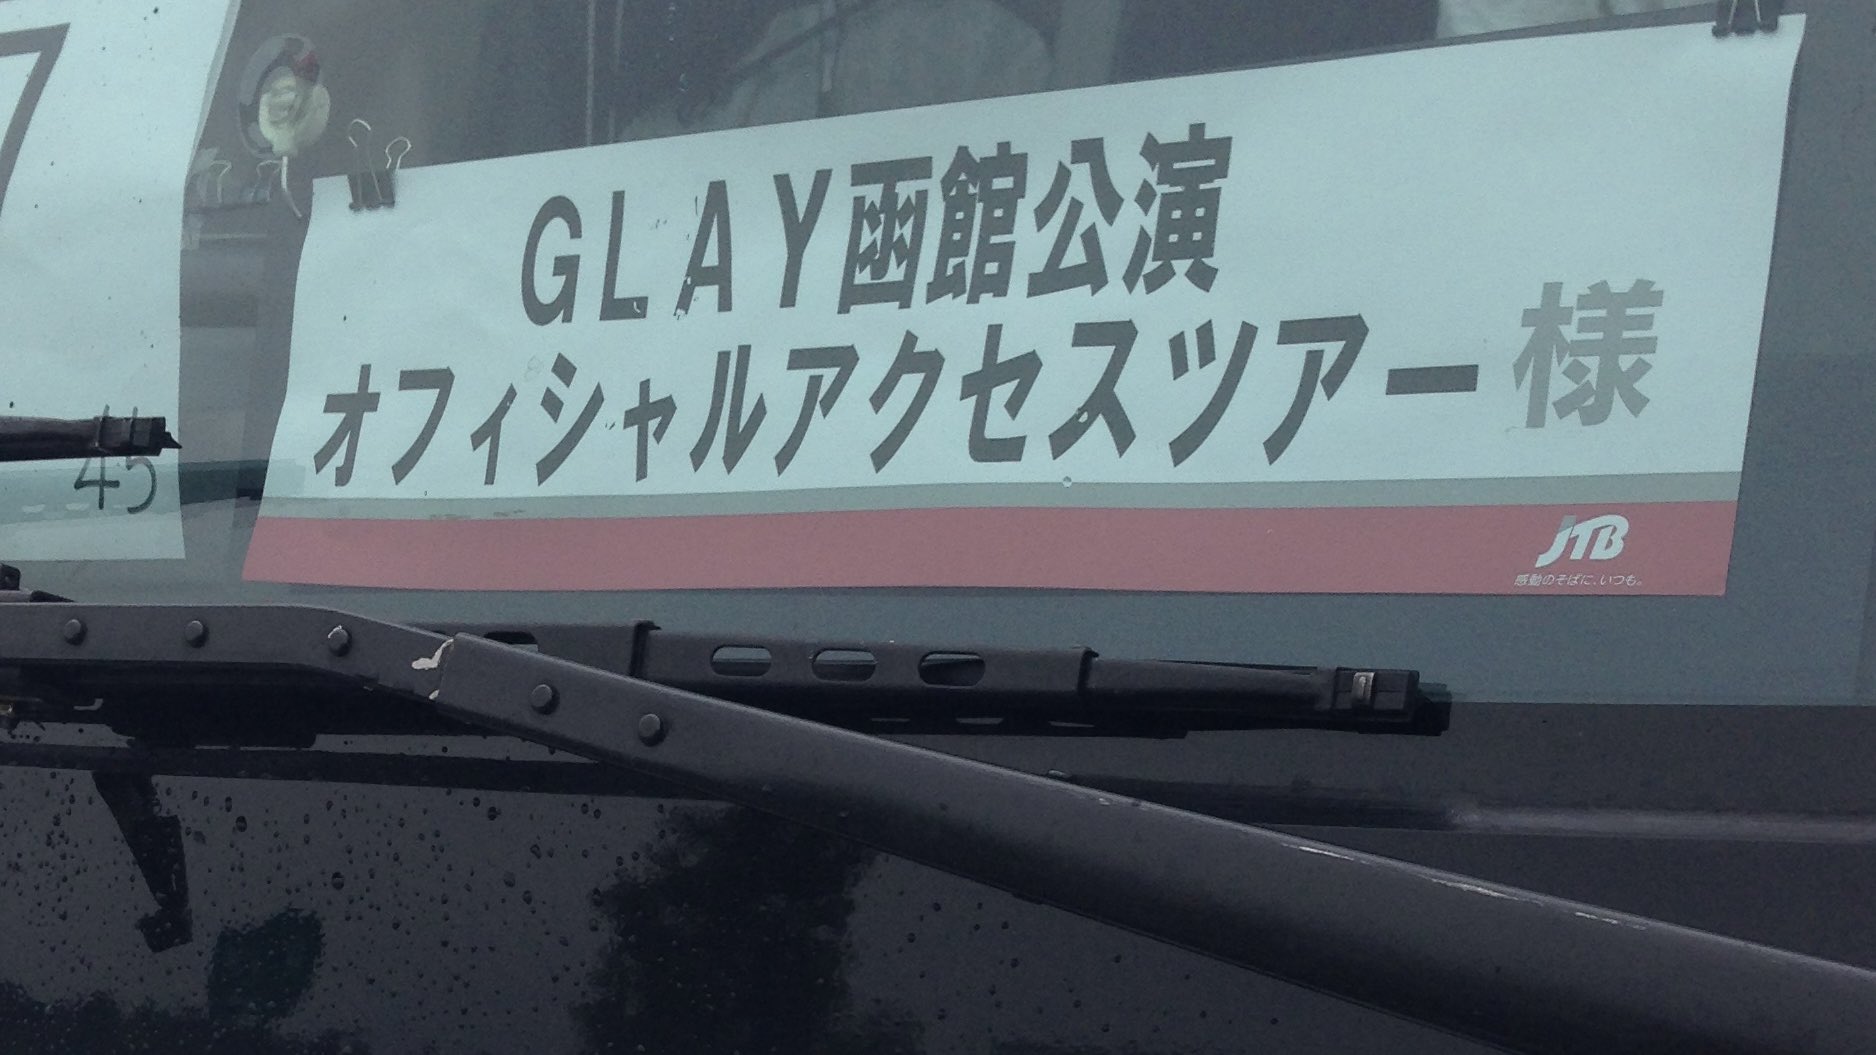 7
45
GLAY函館公演
オフィシャルアクセスツアー様
JTB
感動のそばに、いつも。